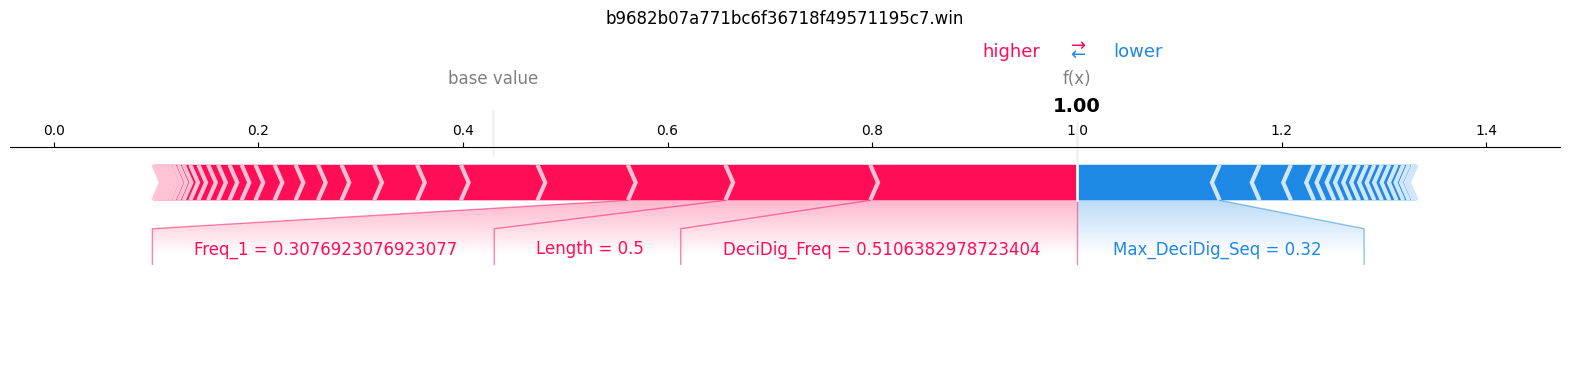 b9682b07a771bc6f36718f49571195c7.win
higher ⇄ lower
base value f(x)
1.00
0.0 0.2 0.4 0.6 0.8 1.0 1.2 1.4
Freq_1 = 0.3076923076923077 Length = 0.5 DeciDig_Freq = 0.5106382978723404 Max_DeciDig_Seq = 0.32